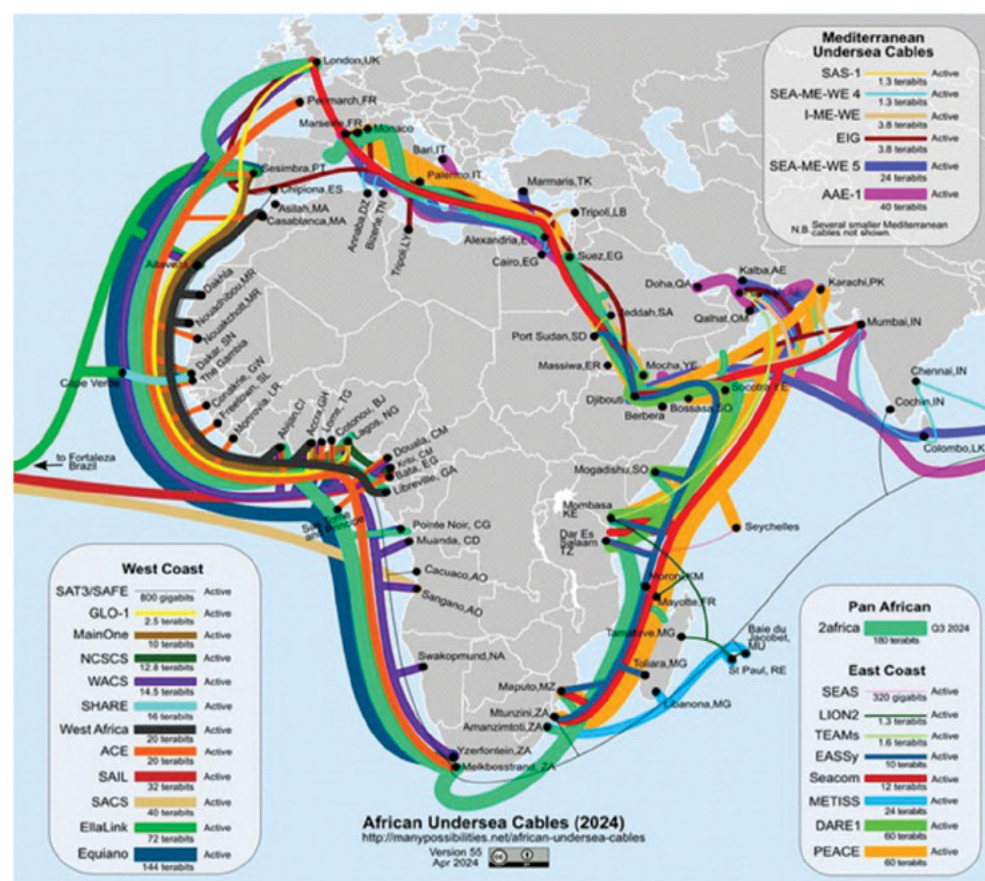 London,UK
Penmarch,FR
Marseille,FR
Monaco
Bari,IT
Sesimbra,PT
Palermo,IT
Marmaris,TK
Chipiona,ES
Asilah,MA
Casablanca,MA
Annaba,DZ
Bizerte,TN
Tripoli,LY
Tripoli,LB
Alexandria,EG
Cairo,EG
Suez,EG
Dakhla
Nouadhibou,MR
Nouakchott,MR
Dakar, SN
The Gambia
Cape Verde
Conakrie, GW
Freetown, SL
Monrovia, LR
Abijan,CI
Accra,GH
Lome, TG
Cotonou, BJ
Lagos, NG
Douala, CM
Kribi, CM
Bata, EG
Libreville, GA
Sao Tome
and Principe
Pointe Noir, CG
Muanda, CD
Cacuaco,AO
Sangano,AO
Swakopmund,NA
Yzerfontein,ZA
Melkbosstrand, ZA
to Fortaleza
Brazil
Doha,QA
Kalba,AE
Qalhat,OM
Karachi,PK
Mumbai,IN
Chennai,IN
Cochin,IN
Colombo,LK
Jeddah,SA
Port Sudan,SD
Massiwa,ER
Mocha,YE
Djibouti
Berbera
Bossaso,SO
Socotra YE
Mogadishu,SO
Mombasa
KE
Dar Es
Salaam
TZ
Seychelles
Moroni,KM
Mayotte,FR
Tamatave,MG
Baie du
Jacobet,
MU
St Paul, RE
Toliara,MG
Libanona,MG
Maputo,MZ
Mtunzini,ZA
Amanzimtoti,ZA
Mediterranean
Undersea Cables
SAS-1 Active
1.3 terabits
SEA-ME-WE 4 Active
1.3 terabits
I-ME-WE Active
3.8 terabits
EIG Active
3.8 terabits
SEA-ME-WE 5 Active
24 terabits
AAE-1 Active
40 terabits
N.B. Several smaller Mediterranean
cables not shown.
West Coast
SAT3/SAFE Active
800 gigabits
GLO-1 Active
2.5 terabits
MainOne Active
10 terabits
NCSCS Active
12.8 terabits
WACS Active
14.5 terabits
SHARE Active
16 terabits
West Africa Active
20 terabits
ACE Active
20 terabits
SAIL Active
32 terabits
SACS Active
40 terabits
EllaLink Active
72 terabits
Equiano Active
144 terabits
Pan African
2africa Q3 2024
180 terabits
East Coast
SEAS Active
320 gigabits
LION2 Active
1.3 terabits
TEAMs Active
1.6 terabits
EASSy Active
10 terabits
Seacom Active
12 terabits
METISS Active
24 terabits
DARE1 Active
60 terabits
PEACE Active
60 terabits
African Undersea Cables (2024)
http://manypossibilities.net/african-undersea-cables
Version 55
Apr 2024